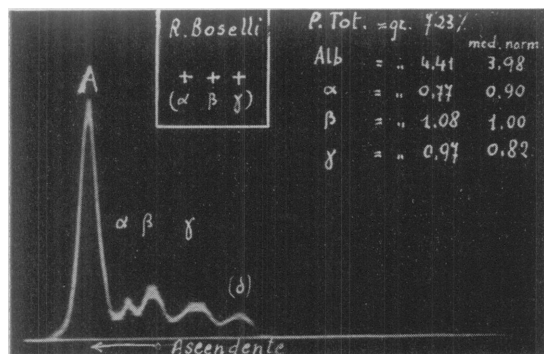 R. Boselli
+ + +
(α β γ)
P. Tot. = gr. 7.23%
med. norm.
Alb = „ 4.41 3.98
α = „ 0.77 0.90
β = „ 1.08 1.00
γ = „ 0.97 0.82
A
α β γ
(d)
Ascendente